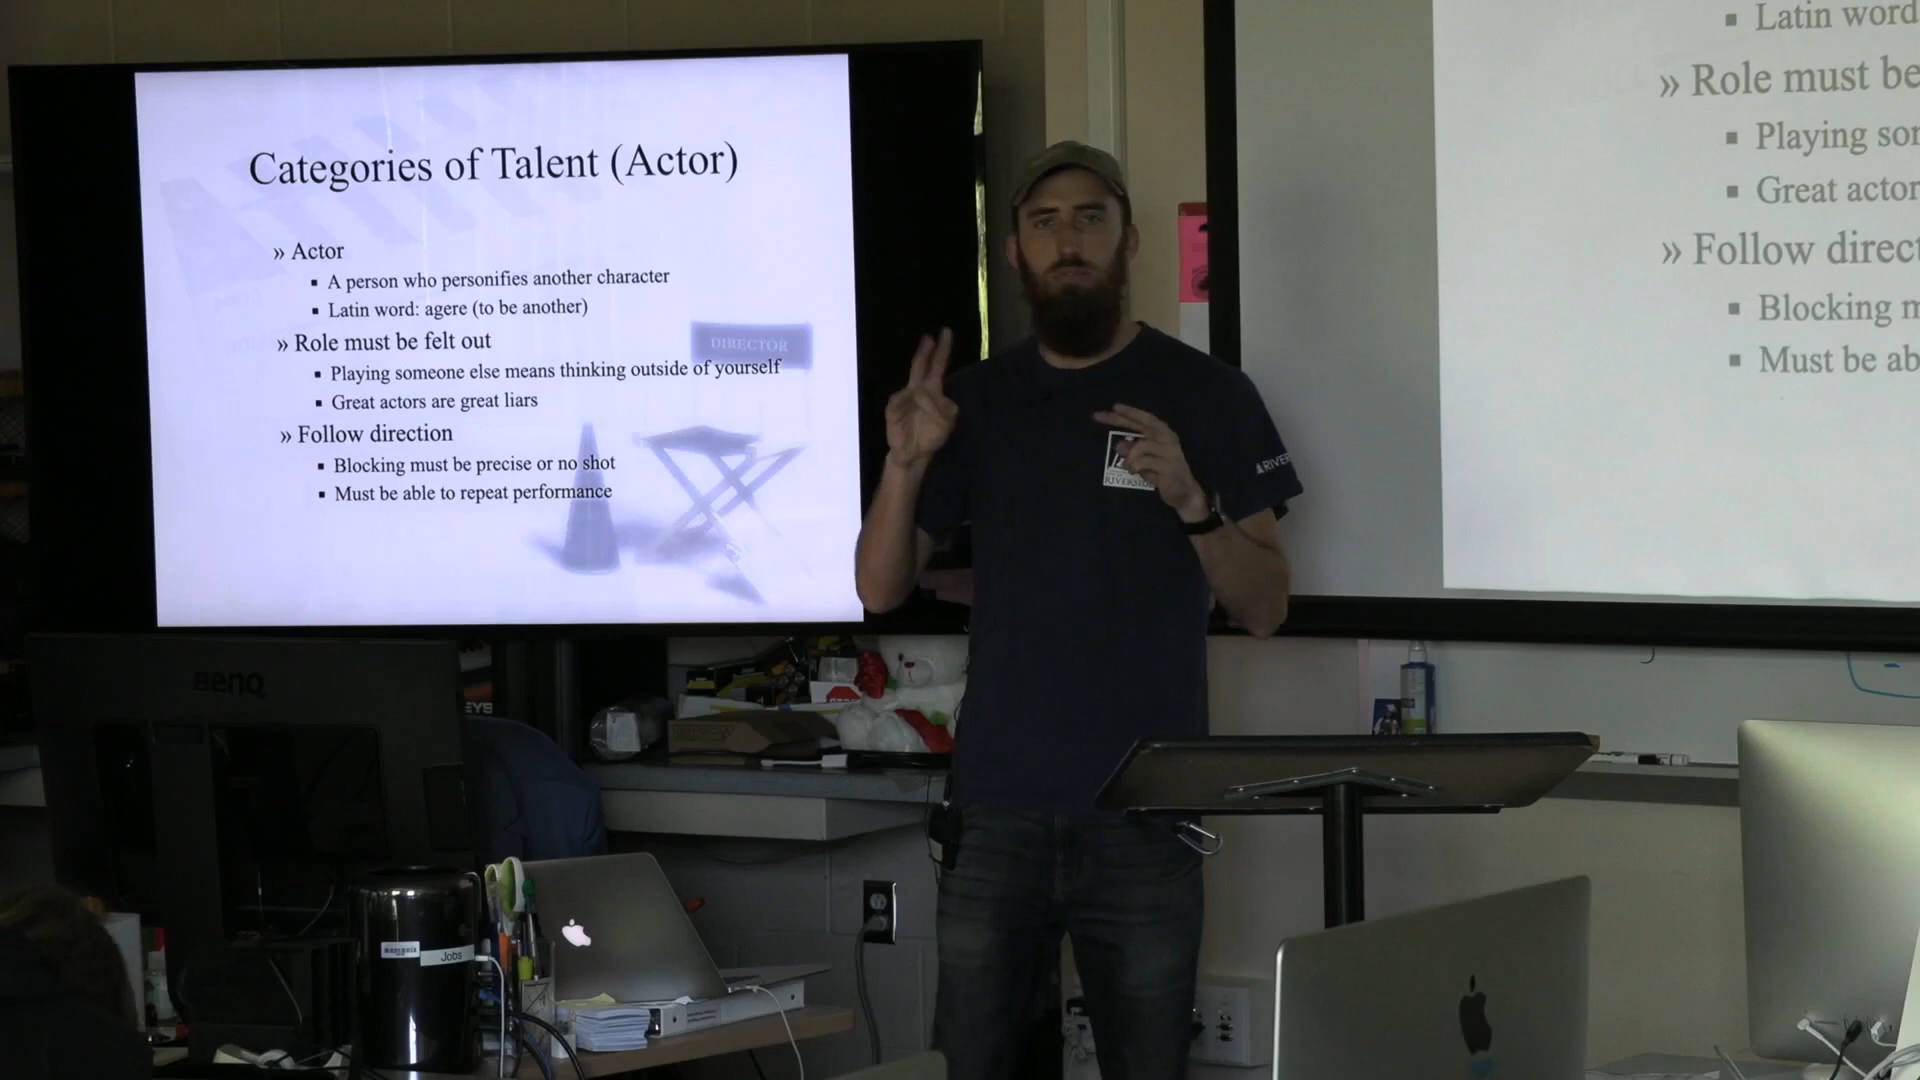 Categories of Talent (Actor)
» Actor
▪ A person who personifies another character
▪ Latin word: agere (to be another)
» Role must be felt out
▪ Playing someone else means thinking outside of yourself
▪ Great actors are great liars
» Follow direction
▪ Blocking must be precise or no shot
▪ Must be able to repeat performance
DIRECTOR
▪ Latin word
» Role must be
▪ Playing
▪ Great actor
» Follow
▪ Blocking
▪ Must be
RIVERSIDE
BenQ
Jobs